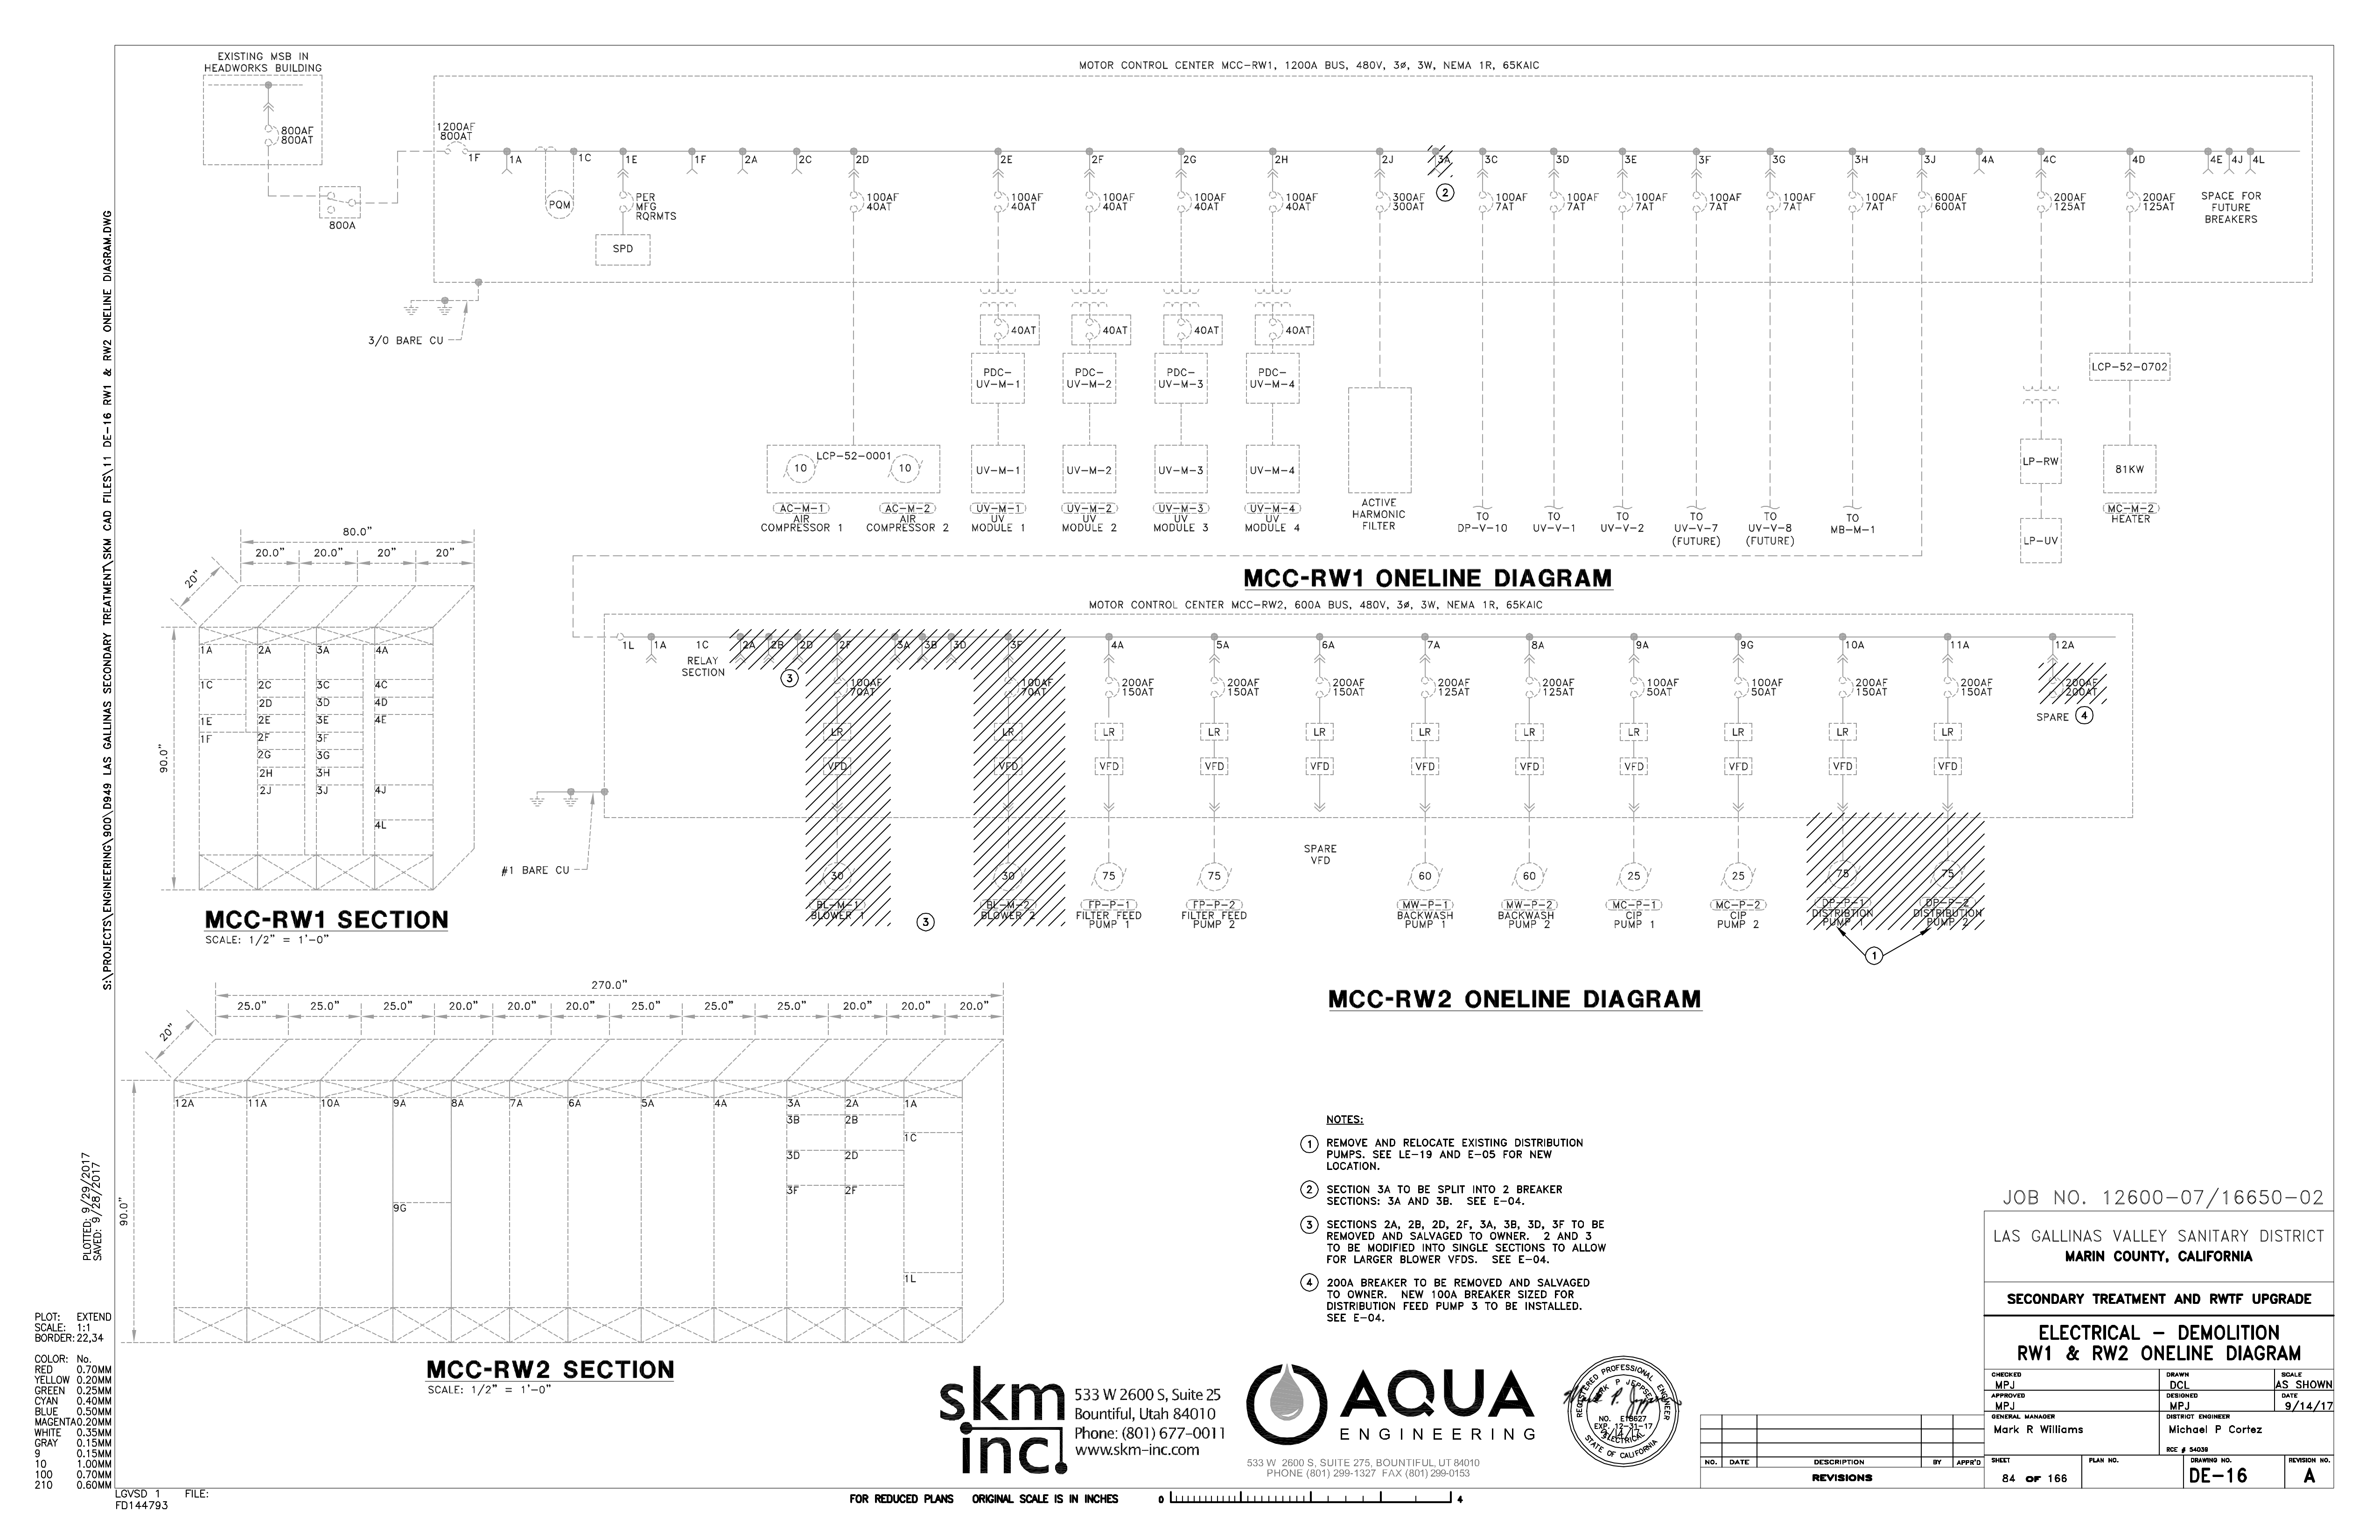 EXISTING MSB IN
HEADWORKS BUILDING
800AF
800AT
800A
MOTOR CONTROL CENTER MCC-RW1, 1200A BUS, 480V, 3ø, 3W, NEMA 1R, 65KAIC
1200AF
800AT
1F
1A
1C
1E
1F
2A
2C
2D
2E
2F
2G
2H
2J
3A
3C
3D
3E
3F
3G
3H
3J
4A
4C
4D
4E
4J
4L
PQM
PER
MFG
RQRMTS
SPD
100AF
40AT
100AF
40AT
100AF
40AT
100AF
40AT
100AF
40AT
300AF
300AT
2
100AF
7AT
100AF
7AT
100AF
7AT
100AF
7AT
100AF
7AT
100AF
7AT
600AF
600AT
200AF
125AT
200AF
125AT
SPACE FOR
FUTURE
BREAKERS
3/0 BARE CU
40AT
40AT
40AT
40AT
PDC-
UV-M-1
PDC-
UV-M-2
PDC-
UV-M-3
PDC-
UV-M-4
LCP-52-0702
LCP-52-0001
10
10
UV-M-1
UV-M-2
UV-M-3
UV-M-4
LP-RW
81KW
AC-M-1
AIR
COMPRESSOR 1
AC-M-2
AIR
COMPRESSOR 2
UV-M-1
UV
MODULE 1
UV-M-2
UV
MODULE 2
UV-M-3
UV
MODULE 3
UV-M-4
UV
MODULE 4
ACTIVE
HARMONIC
FILTER
TO
DP-V-10
TO
UV-V-1
TO
UV-V-2
TO
UV-V-7
(FUTURE)
TO
UV-V-8
(FUTURE)
TO
MB-M-1
MC-M-2
HEATER
LP-UV
MCC-RW1 ONELINE DIAGRAM
80.0"
20.0"
20.0"
20"
20"
20"
90.0"
1A
2A
3A
4A
1C
2C
3C
4C
2D
3D
4D
1E
2E
3E
4E
1F
2F
3F
2G
3G
2H
3H
2J
3J
4J
4L
MCC-RW1 SECTION
SCALE: 1/2" = 1'-0"
MOTOR CONTROL CENTER MCC-RW2, 600A BUS, 480V, 3ø, 3W, NEMA 1R, 65KAIC
1L
1A
1C
RELAY
SECTION
2A
2B
2D
2F
3A
3B
3D
3F
4A
5A
6A
7A
8A
9A
9G
10A
11A
12A
3
100AF
70AT
100AF
70AT
200AF
150AT
200AF
150AT
200AF
150AT
200AF
125AT
200AF
125AT
100AF
50AT
100AF
50AT
200AF
150AT
200AF
150AT
200AF
200AT
SPARE
4
LR
LR
LR
LR
LR
LR
LR
LR
LR
LR
LR
VFD
VFD
VFD
VFD
VFD
VFD
VFD
VFD
VFD
VFD
VFD
#1 BARE CU
SPARE
VFD
30
30
75
75
60
60
25
25
75
75
BL-M-1
BLOWER 1
3
BL-M-2
BLOWER 2
FP-P-1
FILTER FEED
PUMP 1
FP-P-2
FILTER FEED
PUMP 2
MW-P-1
BACKWASH
PUMP 1
MW-P-2
BACKWASH
PUMP 2
MC-P-1
CIP
PUMP 1
MC-P-2
CIP
PUMP 2
DP-P-1
DISTRIBTION
PUMP 1
DP-P-2
DISTRIBUTION
PUMP 2
1
MCC-RW2 ONELINE DIAGRAM
270.0"
25.0"
25.0"
25.0"
20.0"
20.0"
20.0"
25.0"
25.0"
25.0"
20.0"
20.0"
20.0"
20"
90.0"
12A
11A
10A
9A
8A
7A
6A
5A
4A
3A
2A
1A
3B
2B
1C
3D
2D
3F
2F
9G
1L
MCC-RW2 SECTION
SCALE: 1/2" = 1'-0"
NOTES:
1 REMOVE AND RELOCATE EXISTING DISTRIBUTION
PUMPS. SEE LE-19 AND E-05 FOR NEW
LOCATION.
2 SECTION 3A TO BE SPLIT INTO 2 BREAKER
SECTIONS: 3A AND 3B. SEE E-04.
3 SECTIONS 2A, 2B, 2D, 2F, 3A, 3B, 3D, 3F TO BE
REMOVED AND SALVAGED TO OWNER. 2 AND 3
TO BE MODIFIED INTO SINGLE SECTIONS TO ALLOW
FOR LARGER BLOWER VFDS. SEE E-04.
4 200A BREAKER TO BE REMOVED AND SALVAGED
TO OWNER. NEW 100A BREAKER SIZED FOR
DISTRIBUTION FEED PUMP 3 TO BE INSTALLED.
SEE E-04.
S:\PROJECTS\ENGINEERING\900\D949 LAS GALLINAS SECONDARY TREATMENT\SKM CAD FILES\11 DE-16 RW1 & RW2 ONELINE DIAGRAM.DWG
PLOTTED: 9/29/2017
SAVED: 9/28/2017
PLOT: EXTEND
SCALE: 1:1
BORDER: 22,34
COLOR: No.
RED 0.70MM
YELLOW 0.20MM
GREEN 0.25MM
CYAN 0.40MM
BLUE 0.50MM
MAGENTA 0.20MM
WHITE 0.35MM
GRAY 0.15MM
9 0.15MM
10 1.00MM
100 0.70MM
210 0.60MM
LGVSD 1 FILE:
FD144793
skm
inc.
533 W 2600 S, Suite 25
Bountiful, Utah 84010
Phone: (801) 677-0011
www.skm-inc.com
AQUA
ENGINEERING
533 W 2600 S, SUITE 275, BOUNTIFUL, UT 84010
PHONE (801) 299-1327 FAX (801) 299-0153
REGISTERED PROFESSIONAL ENGINEER
MARK P JEPPSEN
NO. E18627
EXP. 12-31-17
9/14/17
ELECTRICAL
STATE OF CALIFORNIA
FOR REDUCED PLANS ORIGINAL SCALE IS IN INCHES 0 4
NO. DATE DESCRIPTION BY APPR'D
REVISIONS
JOB NO. 12600-07/16650-02
LAS GALLINAS VALLEY SANITARY DISTRICT
MARIN COUNTY, CALIFORNIA
SECONDARY TREATMENT AND RWTF UPGRADE
ELECTRICAL - DEMOLITION
RW1 & RW2 ONELINE DIAGRAM
CHECKED
MPJ
DRAWN
DCL
SCALE
AS SHOWN
APPROVED
MPJ
DESIGNED
MPJ
DATE
9/14/17
GENERAL MANAGER
Mark R Williams
DISTRICT ENGINEER
Michael P Cortez
RCE # 54039
SHEET
84 OF 166
PLAN NO.
DRAWING NO.
DE-16
REVISION NO.
A